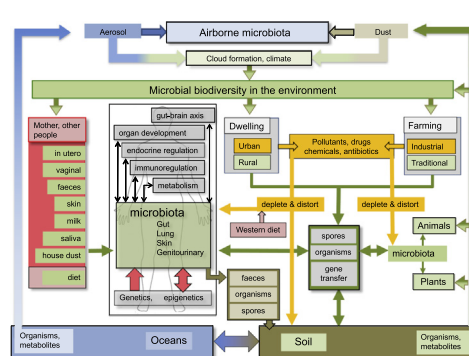 Aerosol
Airborne microbiota
Dust
Cloud formation, climate
Microbial biodiversity in the environment
Mother, other
people
in utero
vaginal
faeces
skin
milk
saliva
house dust
diet
gut-brain axis
organ development
endocrine regulation
immunoregulation
metabolism
microbiota
Gut
Lung
Skin
Genitourinary
Genetics, epigenetics
Dwelling
Urban
Rural
Pollutants, drugs
chemicals, antibiotics
Farming
Industrial
Traditional
deplete & distort
deplete & distort
Western diet
spores
organisms
gene
transfer
Animals
microbiota
Plants
faeces
organisms
spores
Organisms,
metabolites
Oceans
Soil
Organisms,
metabolites